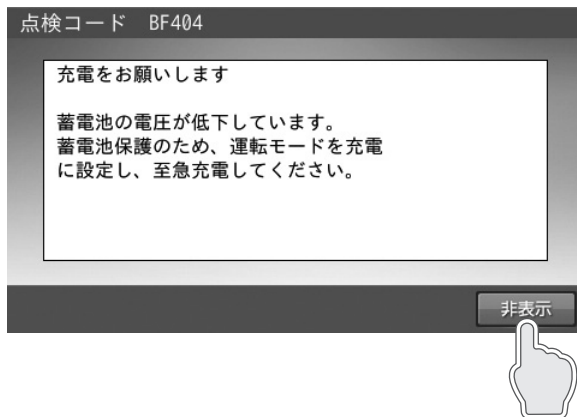 点検コード BF404
充電をお願いします
蓄電池の電圧が低下しています。
蓄電池保護のため、運転モードを充電
に設定し、至急充電してください。
非表示